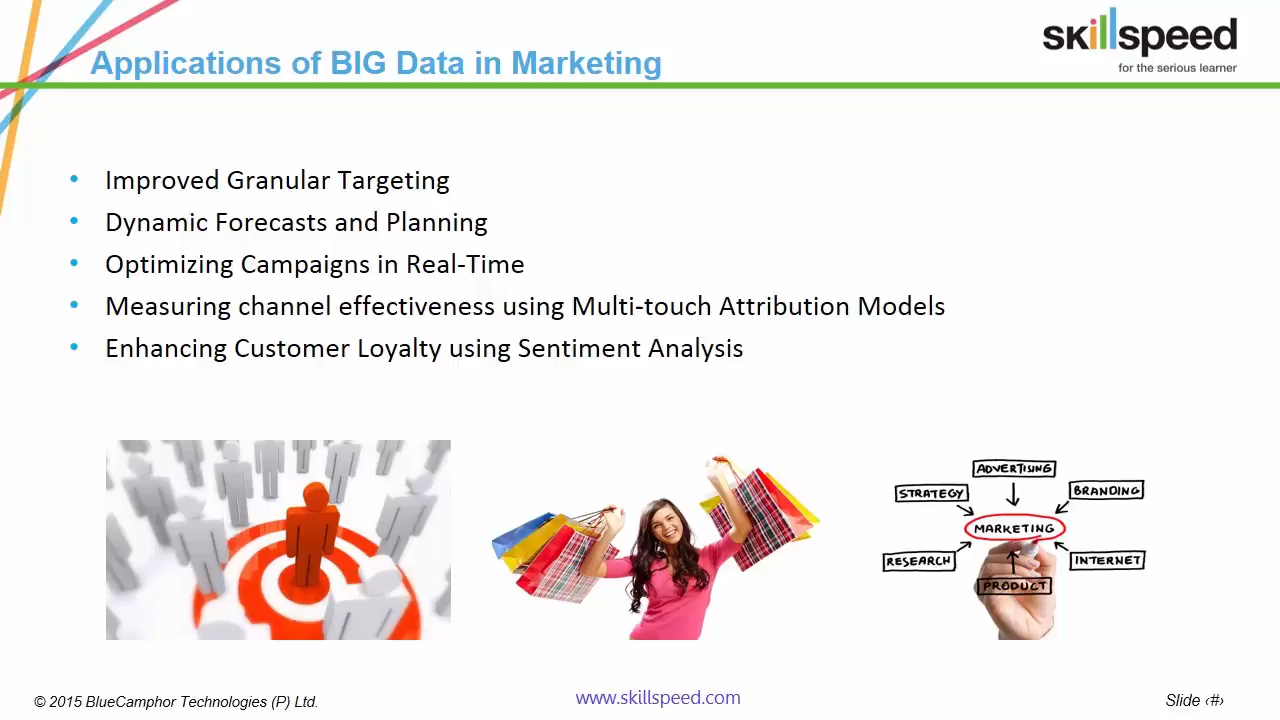 Applications of BIG Data in Marketing
skillspeed
for the serious learner
• Improved Granular Targeting
• Dynamic Forecasts and Planning
• Optimizing Campaigns in Real-Time
• Measuring channel effectiveness using Multi-touch Attribution Models
• Enhancing Customer Loyalty using Sentiment Analysis
ADVERTISING
STRATEGY
BRANDING
MARKETING
RESEARCH
INTERNET
PRODUCT
© 2015 BlueCamphor Technologies (P) Ltd.
www.skillspeed.com
Slide ‹#›